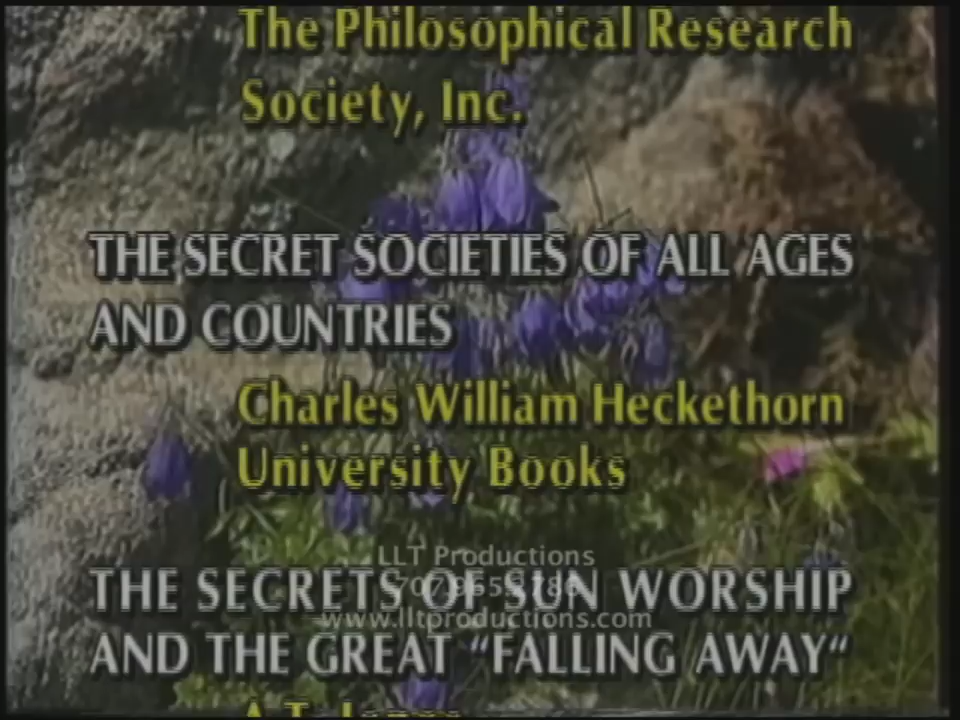 The Philosophical Research
Society, Inc.
THE SECRET SOCIETIES OF ALL AGES
AND COUNTRIES
Charles William Heckethorn
University Books
LLT Productions
THE SECRETS OF SUN WORSHIP
www.lltproductions.com
AND THE GREAT “FALLING AWAY“
A.T.